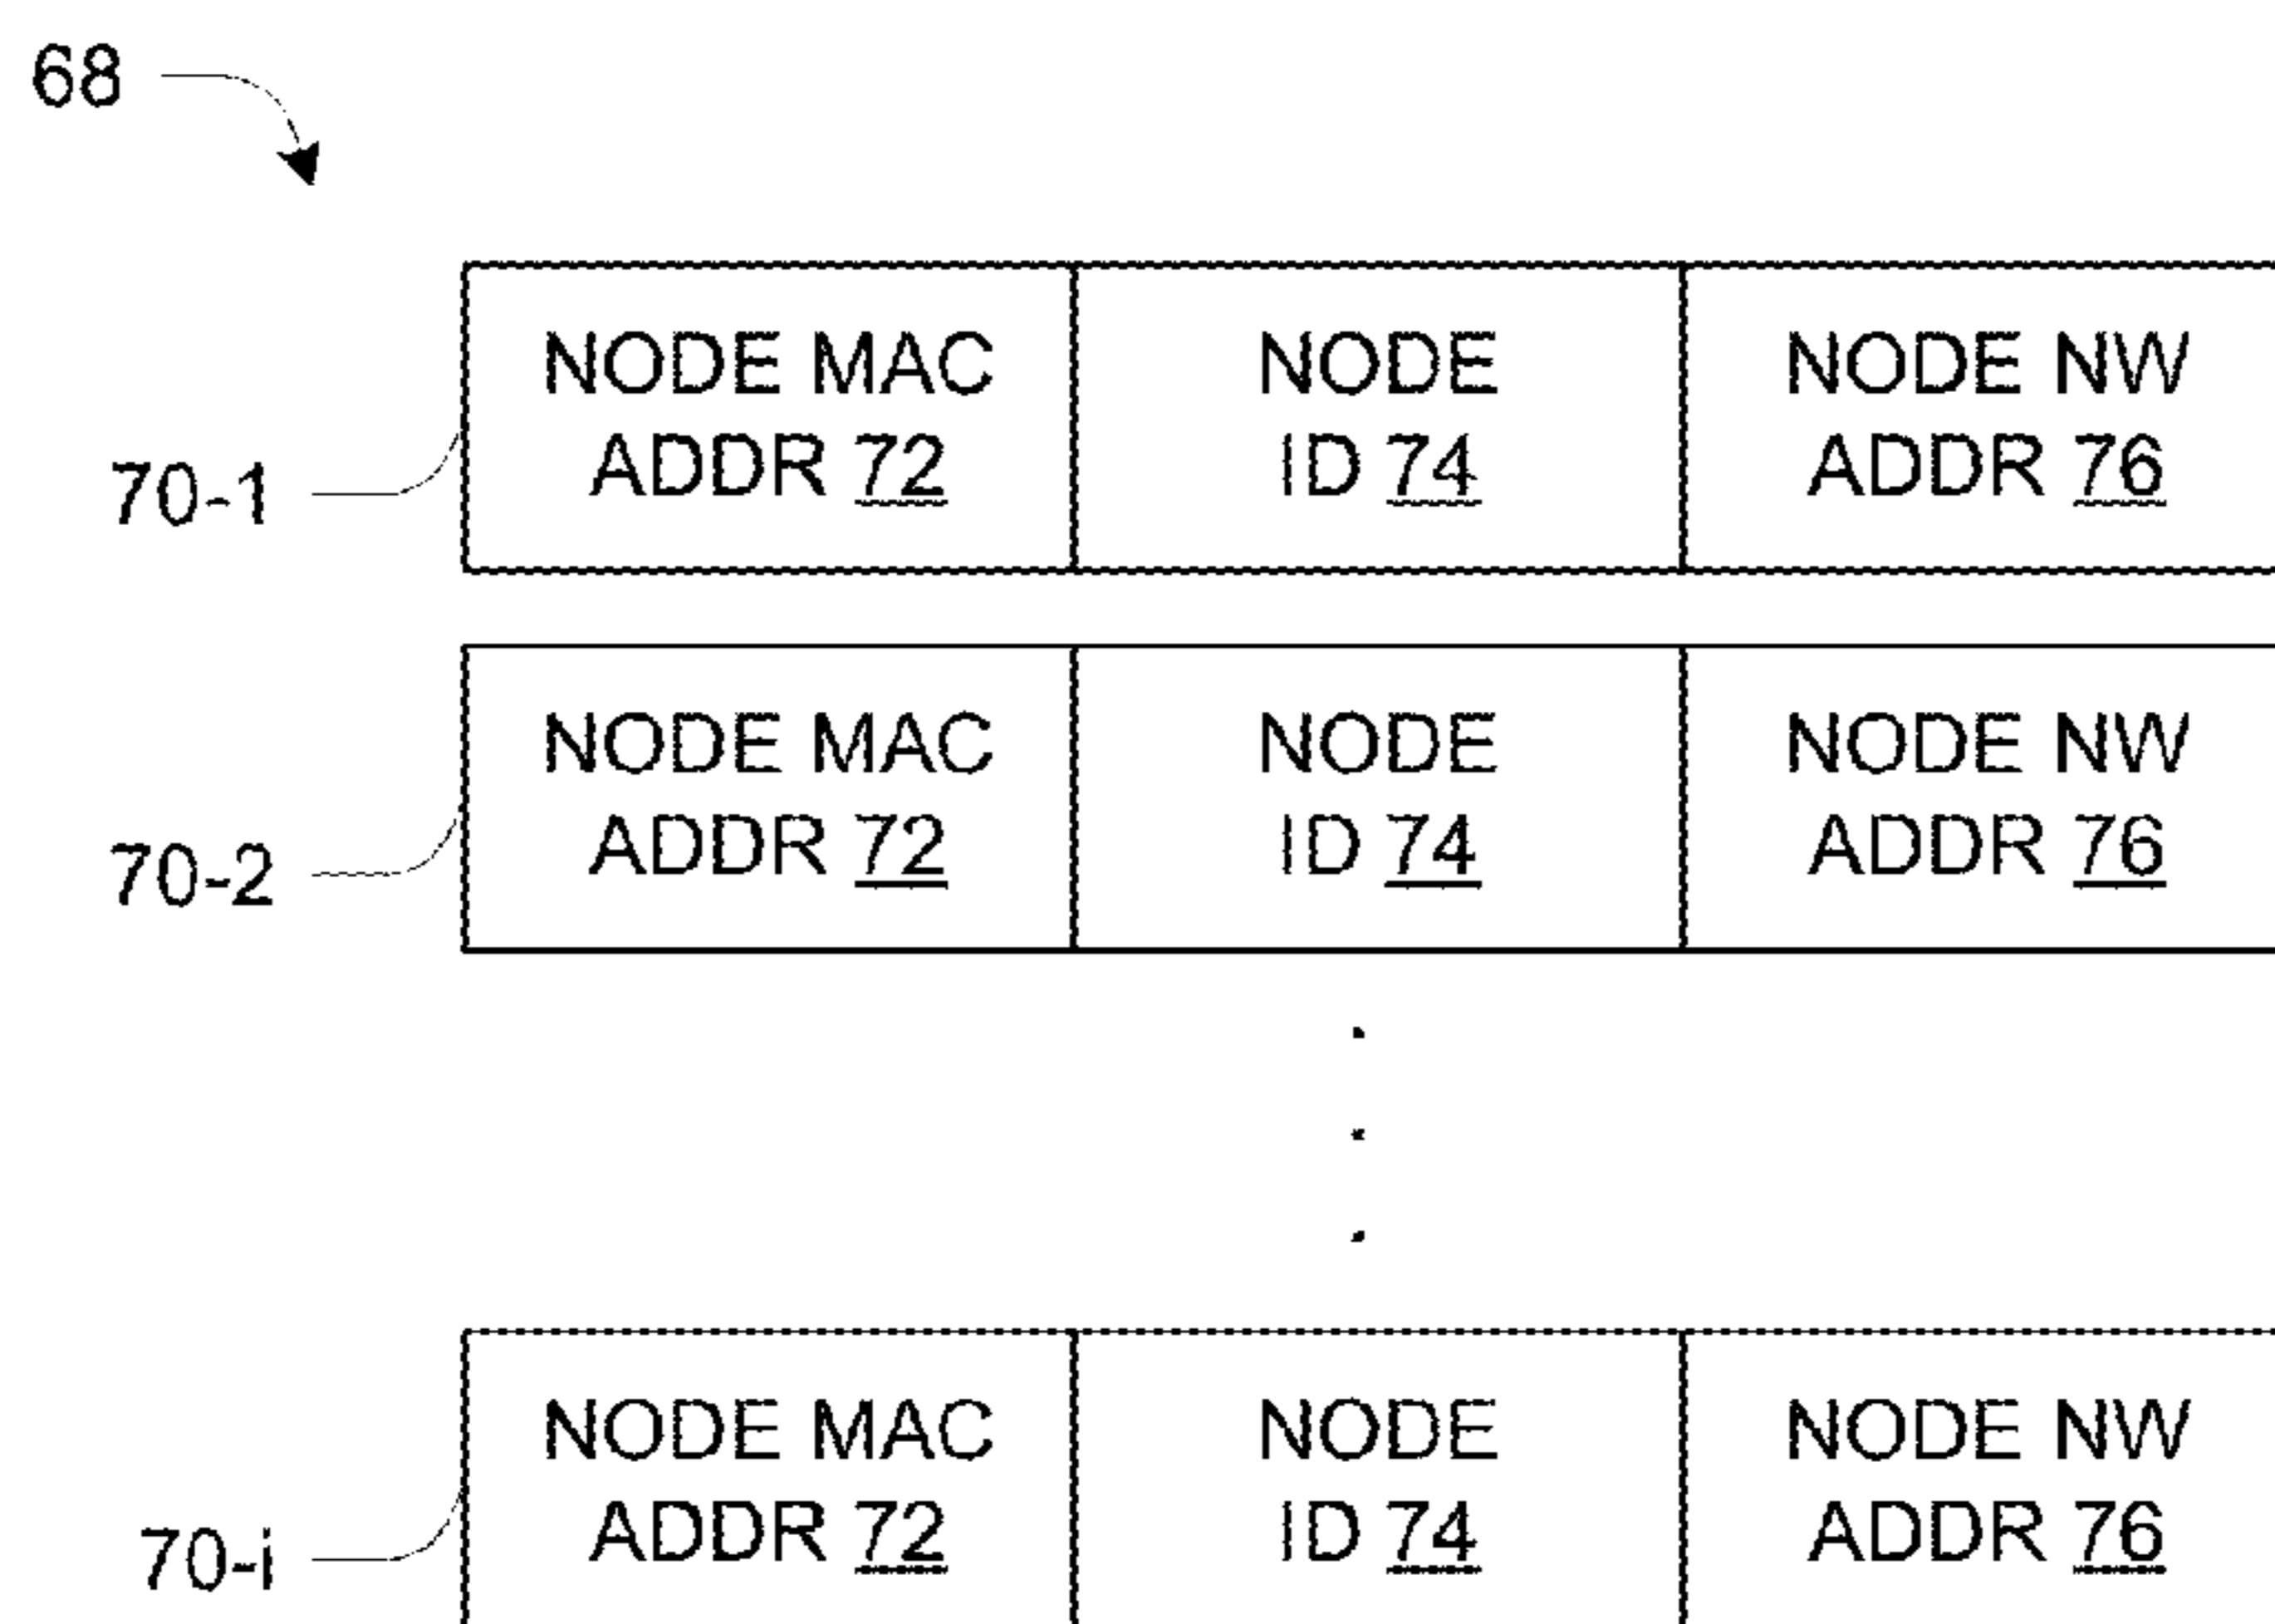 68
NODE MAC
ADDR 72
NODE
ID 74
NODE NW
ADDR 76
70-1
NODE MAC
ADDR 72
NODE
ID 74
NODE NW
ADDR 76
70-2
NODE MAC
ADDR 72
NODE
ID 74
NODE NW
ADDR 76
70-i